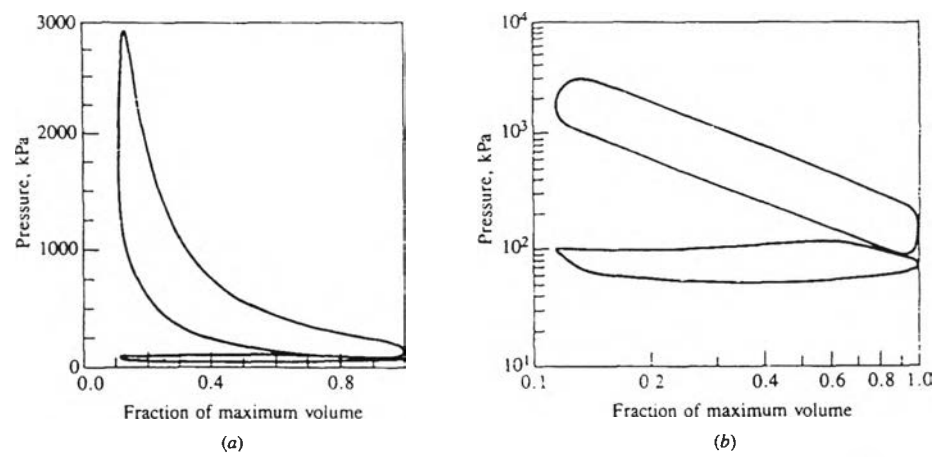 3000
2000
1000
0
Pressure, kPa
0.0 0.4 0.8
Fraction of maximum volume
(a)
10⁴
10³
10²
10¹
Pressure, kPa
0.1 0.2 0.4 0.6 0.8 1.0
Fraction of maximum volume
(b)